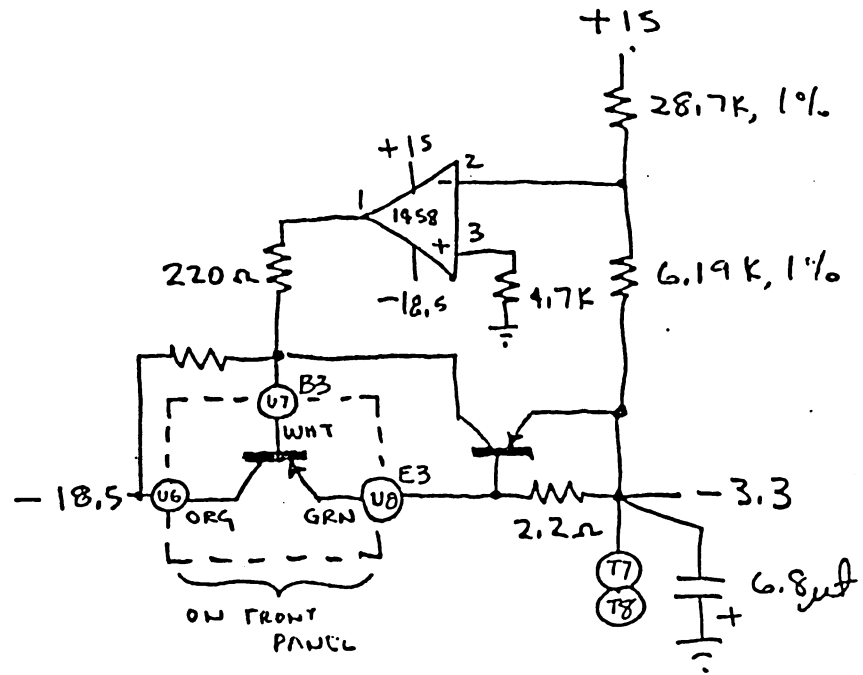 +15
28.7K, 1%
+15
2
1
-
1458
3
+
6.19K, 1%
220Ω
-18.5
4.7K
B3
U7
WHT
E3
-18.5
U6
U8
-3.3
ORG
GRN
2.2Ω
T7
T8
6.8μf
+
ON FRONT
PANEL